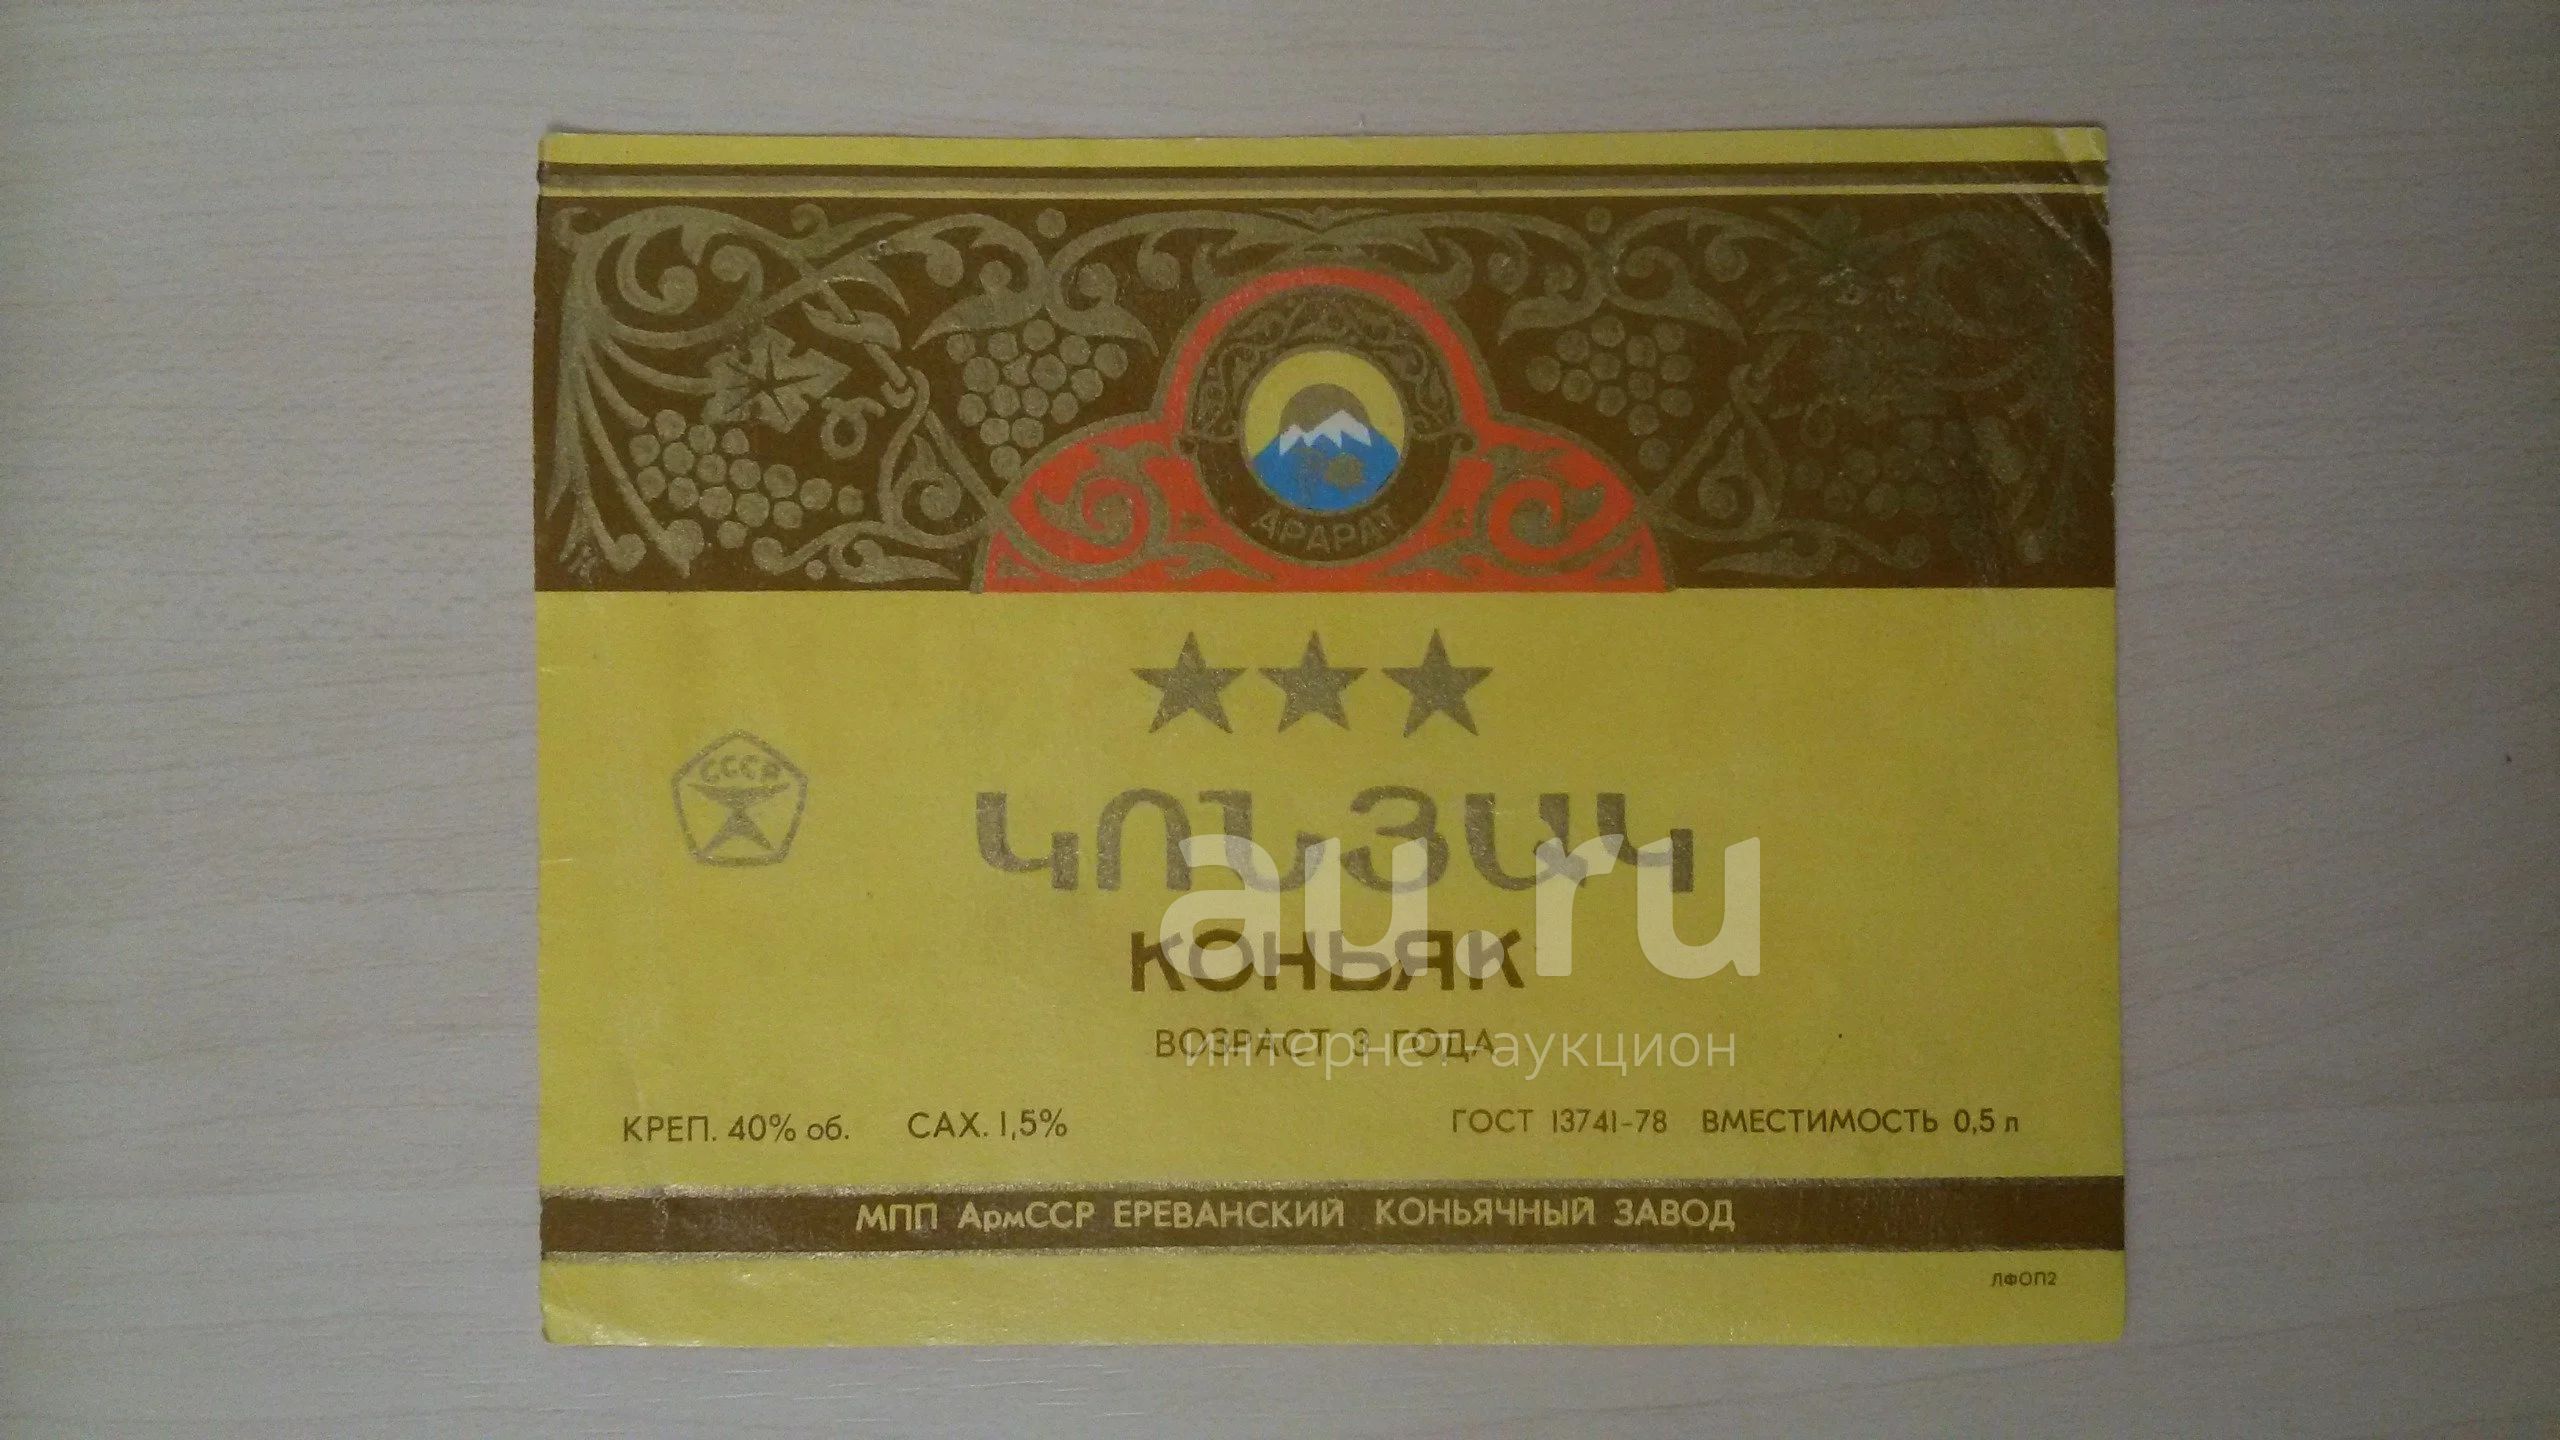 АРАРАТ
СССР
ԿՈՆՅԱԿ
КОНЬЯК
ВОЗРАСТ 3 ГОДА
КРЕП. 40% об. САХ. 1,5% ГОСТ 13741-78 ВМЕСТИМОСТЬ 0,5 л
МПП АрмССР ЕРЕВАНСКИЙ КОНЬЯЧНЫЙ ЗАВОД
ЛФОП2
au.ru
интернет-аукцион